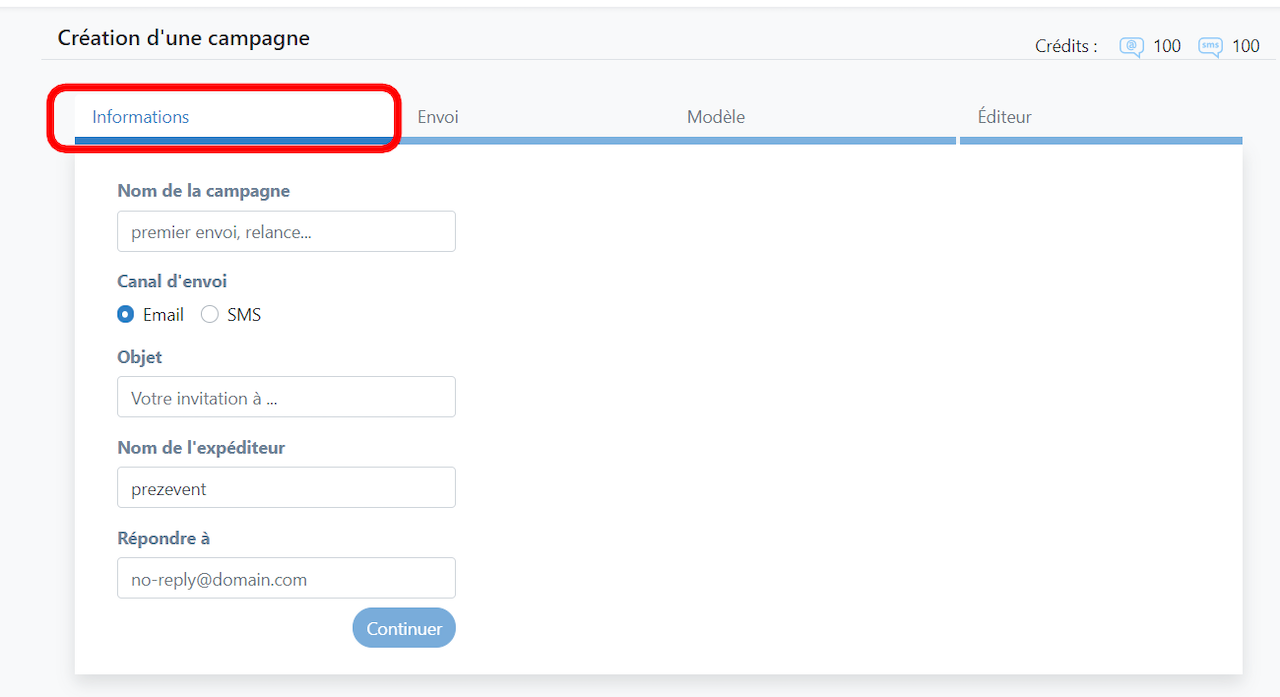 Création d'une campagne
Crédits : @ 100 sms 100
Informations Envoi Modèle Éditeur
Nom de la campagne
premier envoi, relance...
Canal d'envoi
Email SMS
Objet
Votre invitation à ...
Nom de l'expéditeur
prezevent
Répondre à
no-reply@domain.com
Continuer